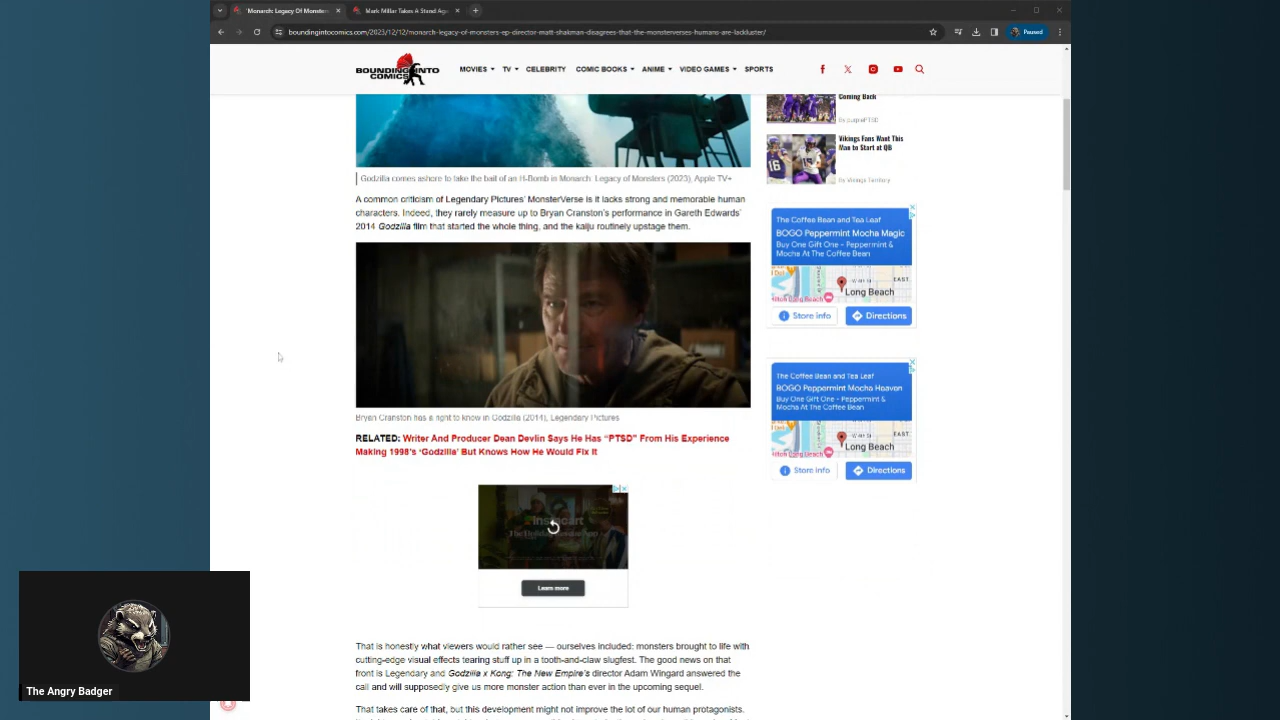 'Monarch: Legacy Of Monsters
Mark Millar Takes A Stand Aga
boundingintocomics.com/2023/12/12/monarch-legacy-of-monsters-ep-director-matt-shakman-disagrees-that-the-monsterverses-humans-are-lackluster/
Paused
BOUNDING INTO
COMICS
MOVIES
TV
CELEBRITY
COMIC BOOKS
ANIME
VIDEO GAMES
SPORTS
Godzilla comes ashore to take the bait of an H-Bomb in Monarch: Legacy of Monsters (2023), Apple TV+
A common criticism of Legendary Pictures' MonsterVerse is it lacks strong and memorable human
characters. Indeed, they rarely measure up to Bryan Cranston's performance in Gareth Edwards'
2014 Godzilla film that started the whole thing, and the kaiju routinely upstage them.
Bryan Cranston has a right to know in Godzilla (2014), Legendary Pictures
RELATED: Writer And Producer Dean Devlin Says He Has "PTSD" From His Experience
Making 1998's 'Godzilla' But Knows How He Would Fix It
instacart
Learn more
That is honestly what viewers would rather see — ourselves included: monsters brought to life with
cutting-edge visual effects tearing stuff up in a tooth-and-claw slugfest. The good news on that
front is Legendary and Godzilla x Kong: The New Empire's director Adam Wingard answered the
call and will supposedly give us more monster action than ever in the upcoming sequel.
That takes care of that, but this development might not improve the lot of our human protagonists.
Coming Back
By purplePTSD
Vikings Fans Want This
Man to Start at QB
By Vikings Territory
The Coffee Bean and Tea Leaf
BOGO Peppermint Mocha Magic
Buy One Gift One - Peppermint &
Mocha At The Coffee Bean
EAST
Long Beach
Store info
Directions
The Coffee Bean and Tea Leaf
BOGO Peppermint Mocha Heaven
Buy One Gift One - Peppermint &
Mocha At The Coffee Bean
EAST
Long Beach
Store info
Directions
The Angry Badger